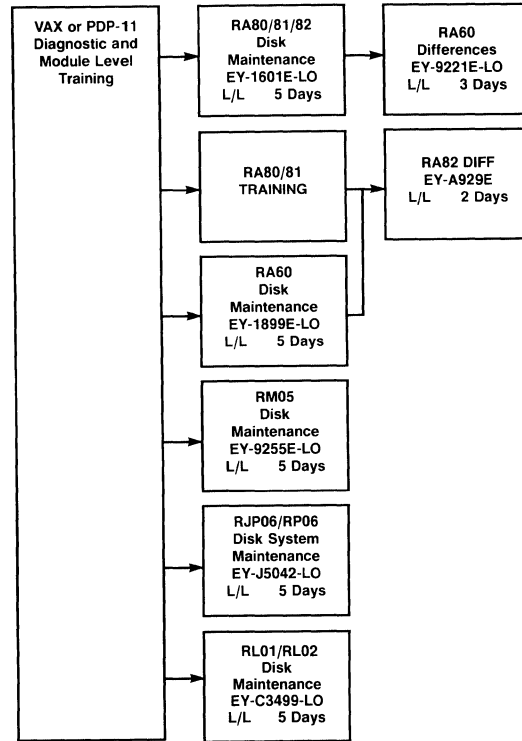 VAX or PDP-11
Diagnostic and
Module Level
Training
RA80/81/82
Disk
Maintenance
EY-1601E-LO
L/L 5 Days
RA60
Differences
EY-9221E-LO
L/L 3 Days
RA80/81
TRAINING
RA82 DIFF
EY-A929E
L/L 2 Days
RA60
Disk
Maintenance
EY-1899E-LO
L/L 5 Days
RM05
Disk
Maintenance
EY-9255E-LO
L/L 5 Days
RJP06/RP06
Disk System
Maintenance
EY-J5042-LO
L/L 5 Days
RL01/RL02
Disk
Maintenance
EY-C3499-LO
L/L 5 Days